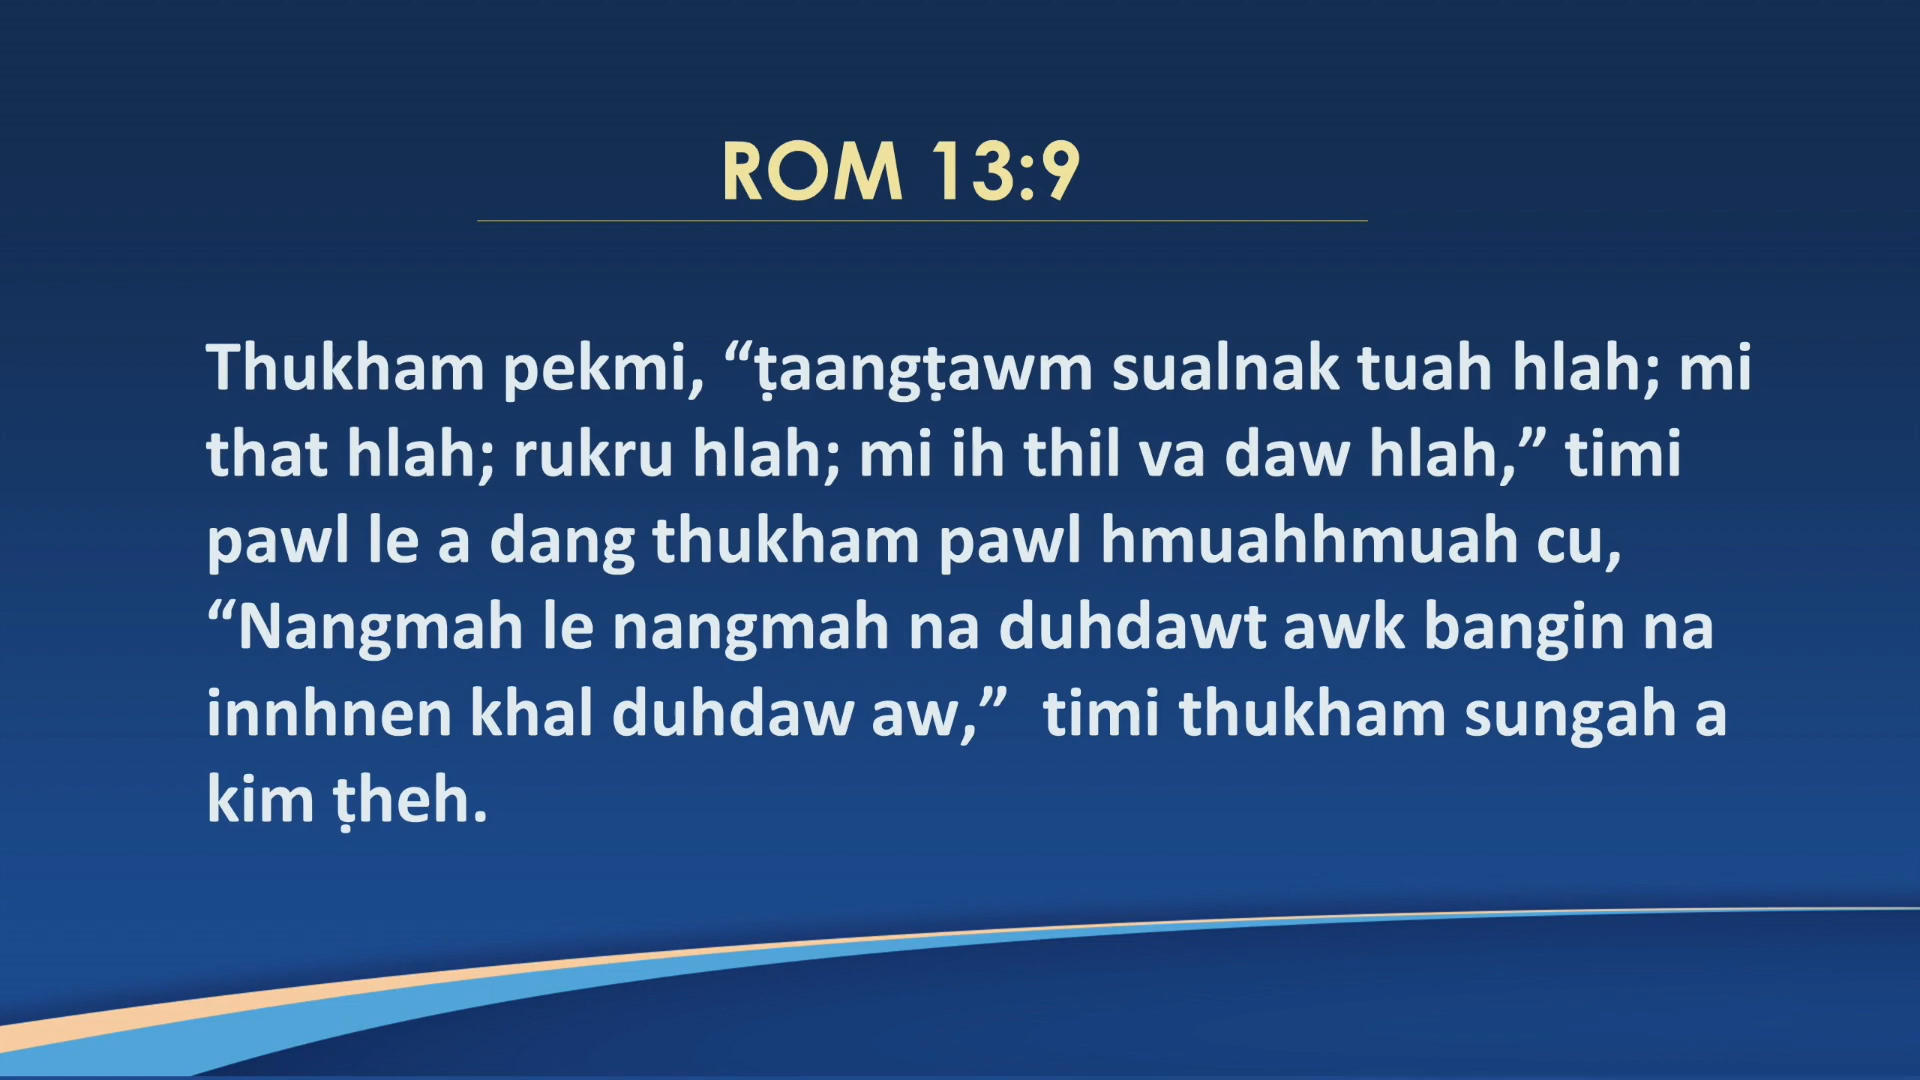 ROM 13:9
Thukham pekmi, “ṭaangṭawm sualnak tuah hlah; mi
that hlah; rukru hlah; mi ih thil va daw hlah,” timi
pawl le a dang thukham pawl hmuahhmuah cu,
“Nangmah le nangmah na duhdawt awk bangin na
innhnen khal duhdaw aw,”  timi thukham sungah a
kim ṭheh.